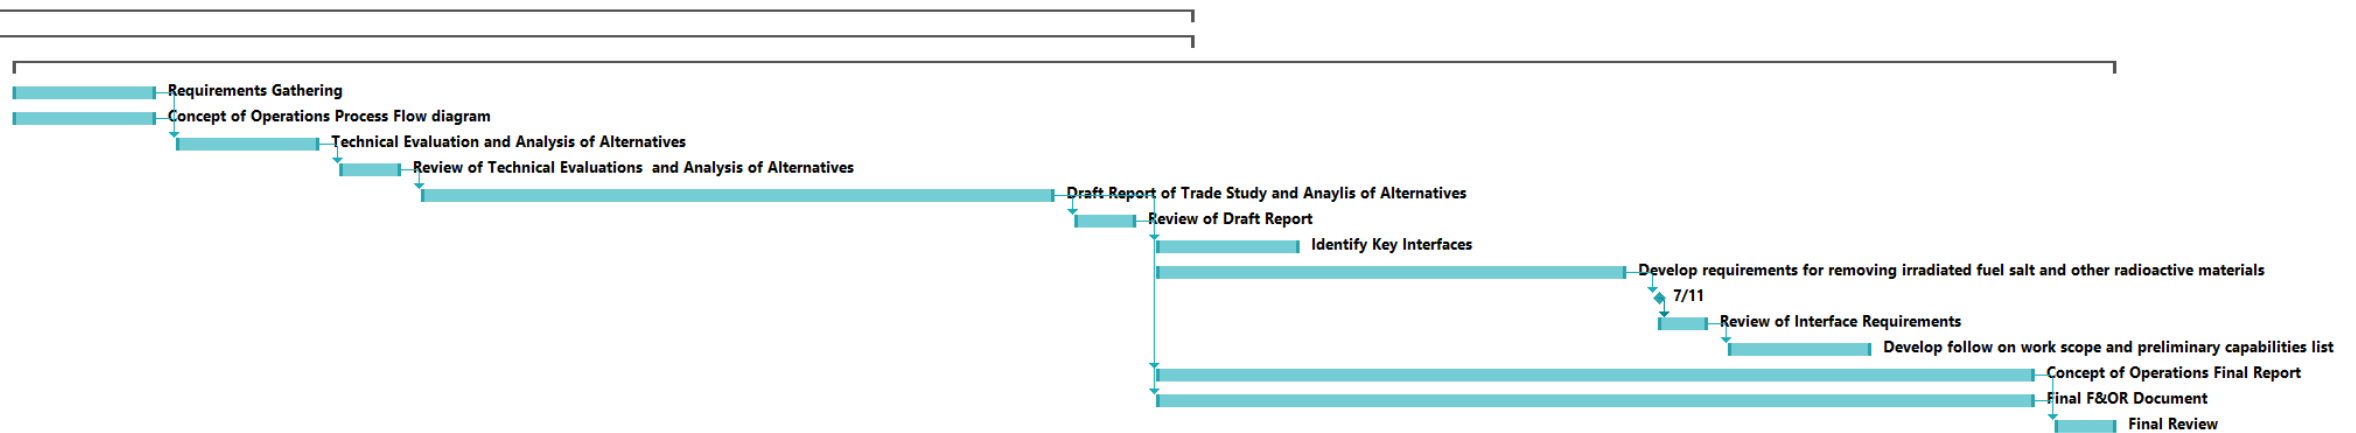 Requirements Gathering
Concept of Operations Process Flow diagram
Technical Evaluation and Analysis of Alternatives
Review of Technical Evaluations  and Analysis of Alternatives
Draft Report of Trade Study and Anaylis of Alternatives
Review of Draft Report
Identify Key Interfaces
Develop requirements for removing irradiated fuel salt and other radioactive materials
7/11
Review of Interface Requirements
Develop follow on work scope and preliminary capabilities list
Concept of Operations Final Report
Final F&OR Document
Final Review